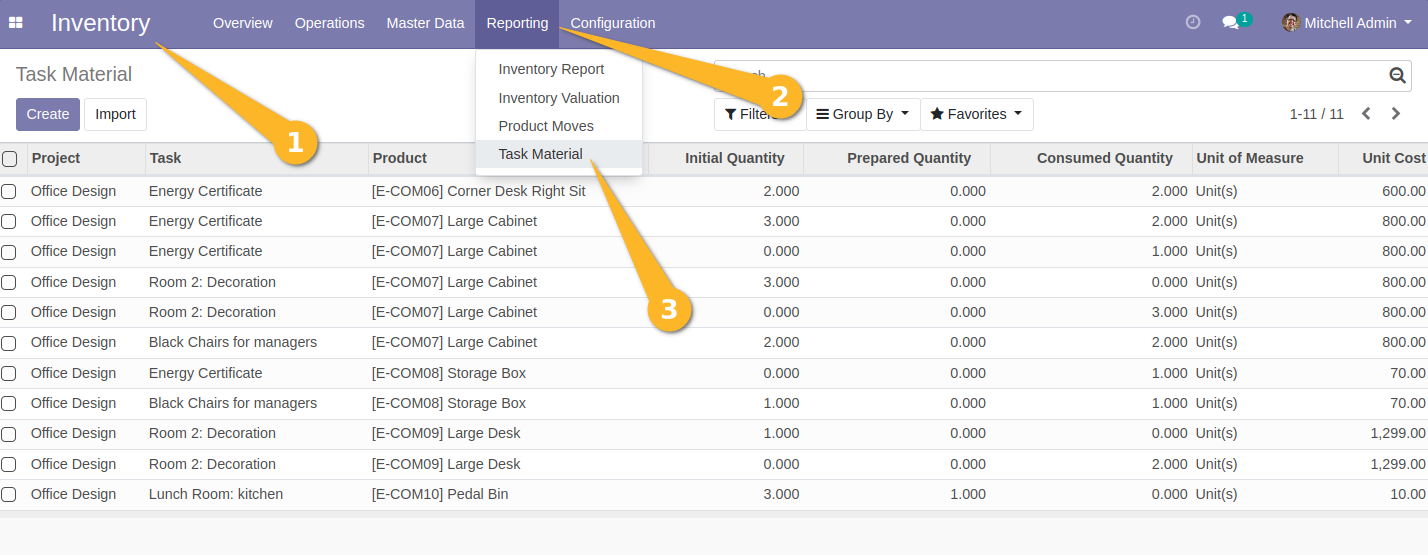 Inventory Overview Operations Master Data Reporting Configuration 1 Mitchell Admin
Task Material
Inventory Report
Inventory Valuation
Product Moves
Task Material
1
2
3
Create Import
Group By Favorites 1-11 / 11
Project Task Product Initial Quantity Prepared Quantity Consumed Quantity Unit of Measure Unit Cost
Office Design Energy Certificate [E-COM06] Corner Desk Right Sit 2.000 0.000 2.000 Unit(s) 600.00
Office Design Energy Certificate [E-COM07] Large Cabinet 3.000 0.000 2.000 Unit(s) 800.00
Office Design Energy Certificate [E-COM07] Large Cabinet 0.000 0.000 1.000 Unit(s) 800.00
Office Design Room 2: Decoration [E-COM07] Large Cabinet 3.000 0.000 0.000 Unit(s) 800.00
Office Design Room 2: Decoration [E-COM07] Large Cabinet 0.000 0.000 3.000 Unit(s) 800.00
Office Design Black Chairs for managers [E-COM07] Large Cabinet 2.000 0.000 2.000 Unit(s) 800.00
Office Design Energy Certificate [E-COM08] Storage Box 0.000 0.000 1.000 Unit(s) 70.00
Office Design Black Chairs for managers [E-COM08] Storage Box 1.000 0.000 1.000 Unit(s) 70.00
Office Design Room 2: Decoration [E-COM09] Large Desk 1.000 0.000 0.000 Unit(s) 1,299.00
Office Design Room 2: Decoration [E-COM09] Large Desk 0.000 0.000 2.000 Unit(s) 1,299.00
Office Design Lunch Room: kitchen [E-COM10] Pedal Bin 3.000 1.000 0.000 Unit(s) 10.00